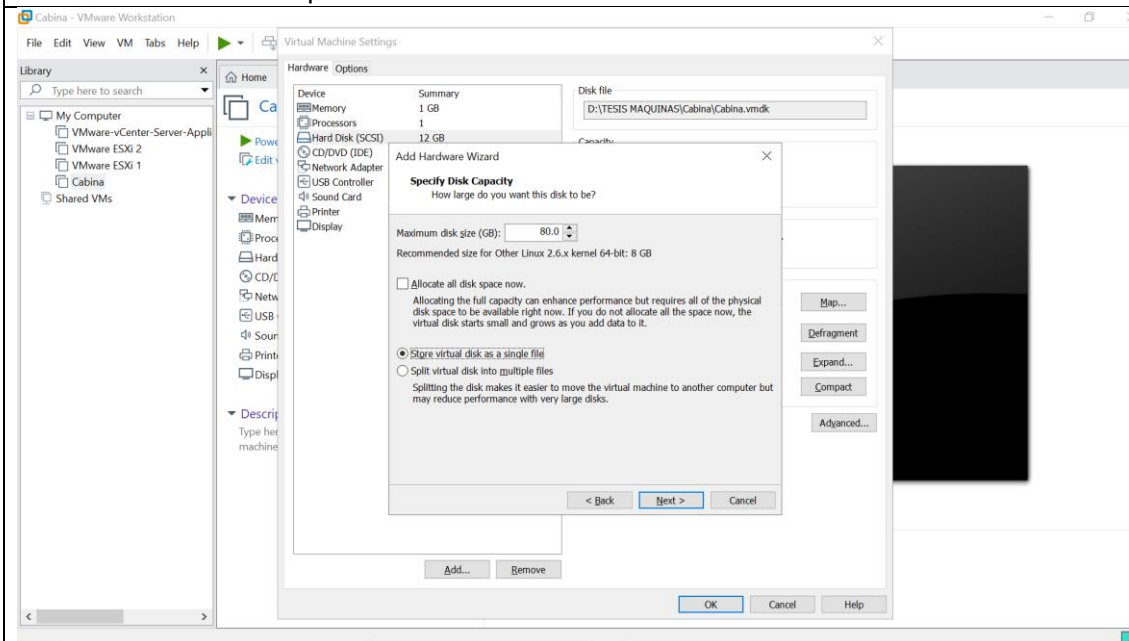 Cabina - VMware Workstation
File Edit View VM Tabs Help
Library
Type here to search
My Computer
VMware-vCenter-Server-Appli
VMware ESXi 2
VMware ESXi 1
Cabina
Shared VMs
Home
Ca
Powe
Edit
Device
Mem
Proce
Hard
CD/D
Netw
USB
Soun
Print
Displ
Descrip
Type her
machine
Virtual Machine Settings
Hardware Options
Device Summary
Memory 1 GB
Processors 1
Hard Disk (SCSI) 12 GB
CD/DVD (IDE)
Network Adapter
USB Controller
Sound Card
Printer
Display
Add... Remove
Disk file
D:\TESIS MAQUINAS\Cabina\Cabina.vmdk
Capacity
Map...
Defragment
Expand...
Compact
Advanced...
OK Cancel Help
Add Hardware Wizard
Specify Disk Capacity
How large do you want this disk to be?
Maximum disk size (GB): 80.0
Recommended size for Other Linux 2.6.x kernel 64-bit: 8 GB
Allocate all disk space now.
Allocating the full capacity can enhance performance but requires all of the physical
disk space to be available right now. If you do not allocate all the space now, the
virtual disk starts small and grows as you add data to it.
Store virtual disk as a single file
Split virtual disk into multiple files
Splitting the disk makes it easier to move the virtual machine to another computer but
may reduce performance with very large disks.
< Back Next > Cancel